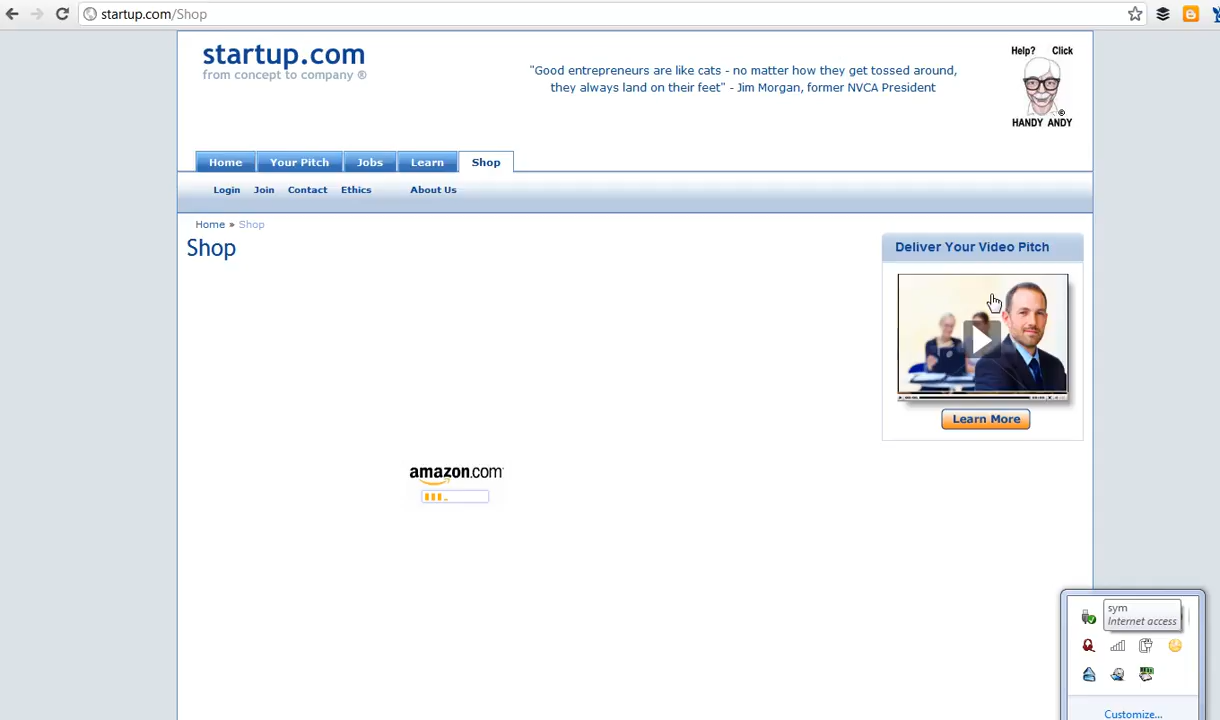 startup.com/Shop
startup.com
from concept to company ®
"Good entrepreneurs are like cats - no matter how they get tossed around,
they always land on their feet" - Jim Morgan, former NVCA President
Help? Click
©
HANDY ANDY
Home Your Pitch Jobs Learn Shop
Login Join Contact Ethics About Us
Home » Shop
Shop
Deliver Your Video Pitch
Learn More
amazon.com
sym
Internet access
Customize...